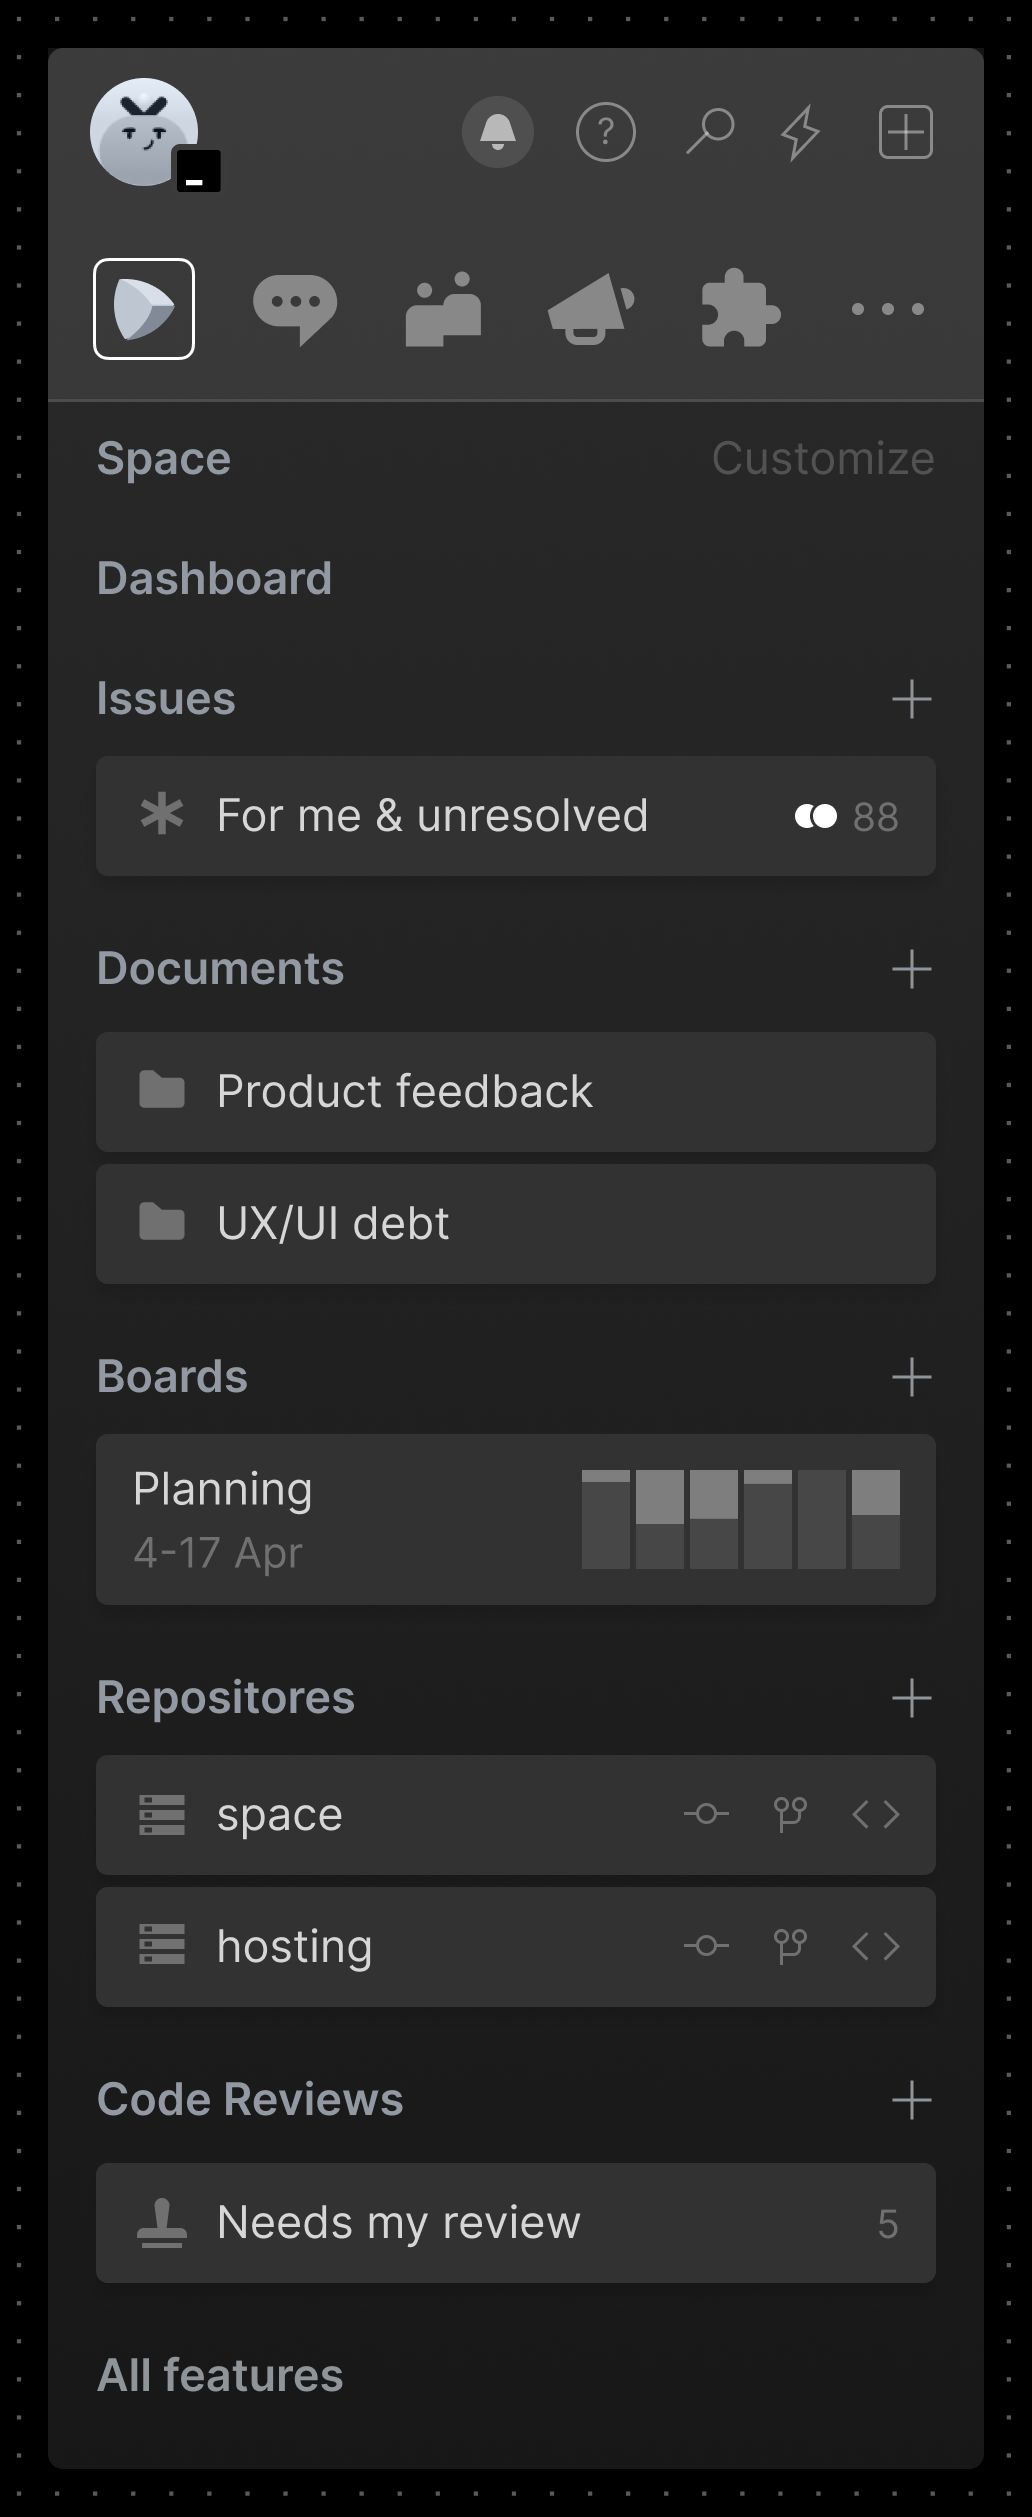 ?
Space
Customize
Dashboard
Issues
For me & unresolved
88
Documents
Product feedback
UX/UI debt
Boards
Planning
4-17 Apr
Repositores
space
hosting
Code Reviews
Needs my review
5
All features